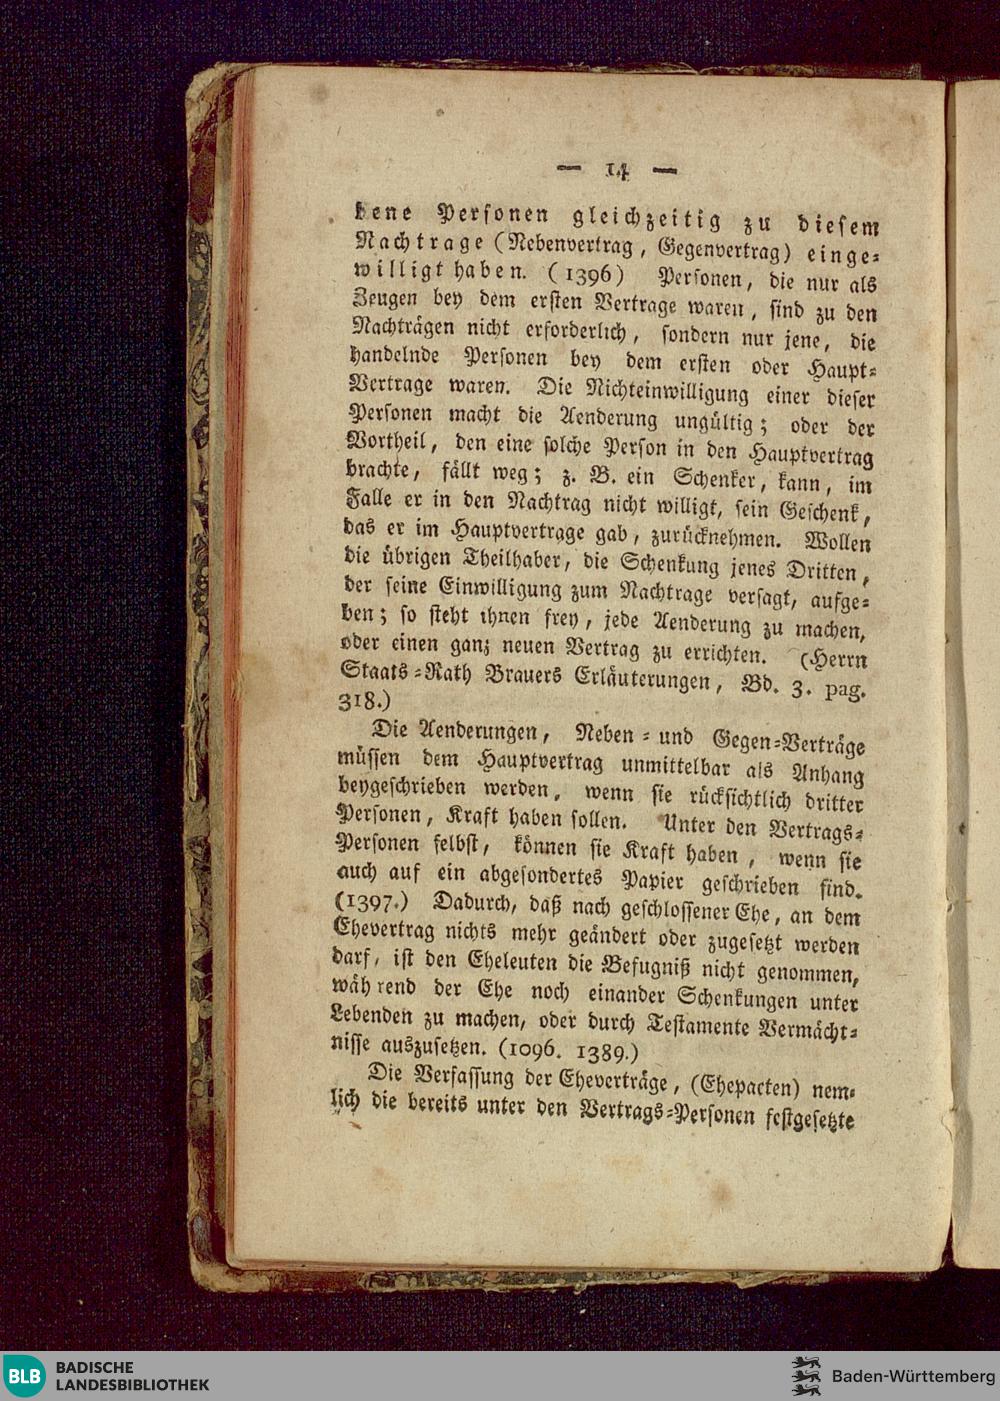 — 14 —
bene Personen gleichzeitig zu diesem
Nachtrage (Nebenvertrag, Gegenvertrag) einge=
willigt haben. (1396) Personen, die nur als
Zeugen bey dem ersten Vertrage waren, sind zu den
Nachträgen nicht erforderlich, sondern nur jene, die
handelnde Personen bey dem ersten oder Haupt=
Vertrage waren. Die Nichteinwilligung einer dieser
Personen macht die Aenderung ungültig; oder der
Vortheil, den eine solche Person in den Hauptvertrag
brachte, fällt weg; z. B. ein Schenker, kann, im
Falle er in den Nachtrag nicht willigt, sein Geschenk,
das er im Hauptvertrage gab, zurücknehmen. Wollen
die übrigen Theilhaber, die Schenkung jenes Dritten,
der seine Einwilligung zum Nachtrage versagt, aufge=
ben; so steht ihnen frey, jede Aenderung zu machen,
oder einen ganz neuen Vertrag zu errichten. (Herrn
Staats=Rath Brauers Erläuterungen, Bd. 3. pag.
318.)
Die Aenderungen, Neben= und Gegen=Verträge
müssen dem Hauptvertrag unmittelbar als Anhang
beygeschrieben werden, wenn sie rücksichtlich dritter
Personen, Kraft haben sollen. Unter den Vertrags=
Personen selbst, können sie Kraft haben, wenn sie
auch auf ein abgesondertes Papier geschrieben sind.
(1397.) Dadurch, daß nach geschlossener Ehe, an dem
Ehevertrag nichts mehr geändert oder zugesetzt werden
darf, ist den Eheleuten die Befugniß nicht genommen,
während der Ehe noch einander Schenkungen unter
Lebenden zu machen, oder durch Testamente Vermächt=
nisse auszusetzen. (1096. 1389.)
Die Verfassung der Eheverträge, (Ehepacten) nem=
lich die bereits unter den Vertrags=Personen festgesetzte
BLB BADISCHE
LANDESBIBLIOTHEK
Baden-Württemberg